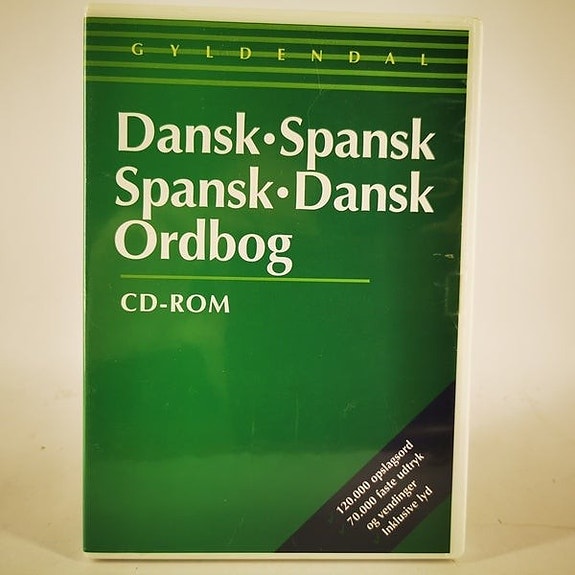 GYLDENDAL
Dansk•Spansk
Spansk•Dansk
Ordbog
CD-ROM
120.000 opslagsord
70.000 faste udtryk
og vendinger
Inklusive lyd